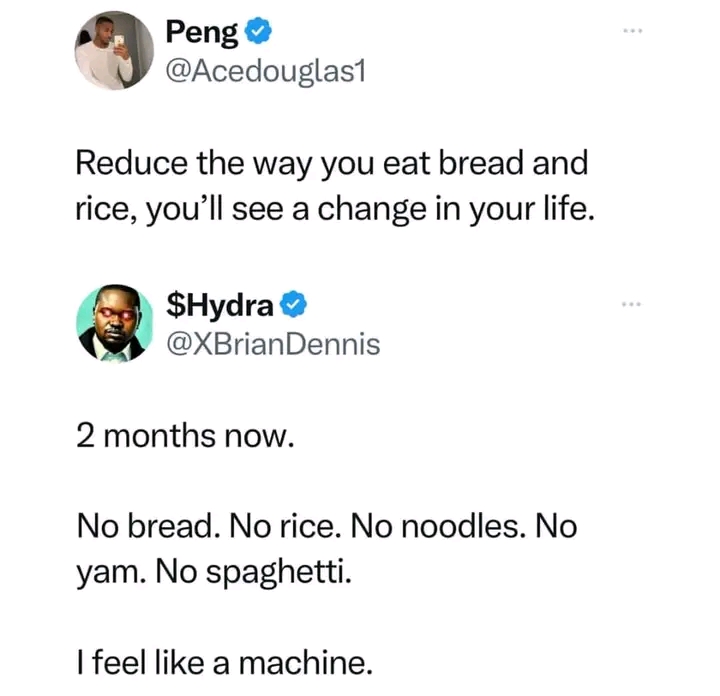 Peng
@Acedouglas1
Reduce the way you eat bread and
rice, you’ll see a change in your life.
$Hydra
@XBrianDennis
2 months now.
No bread. No rice. No noodles. No
yam. No spaghetti.
I feel like a machine.